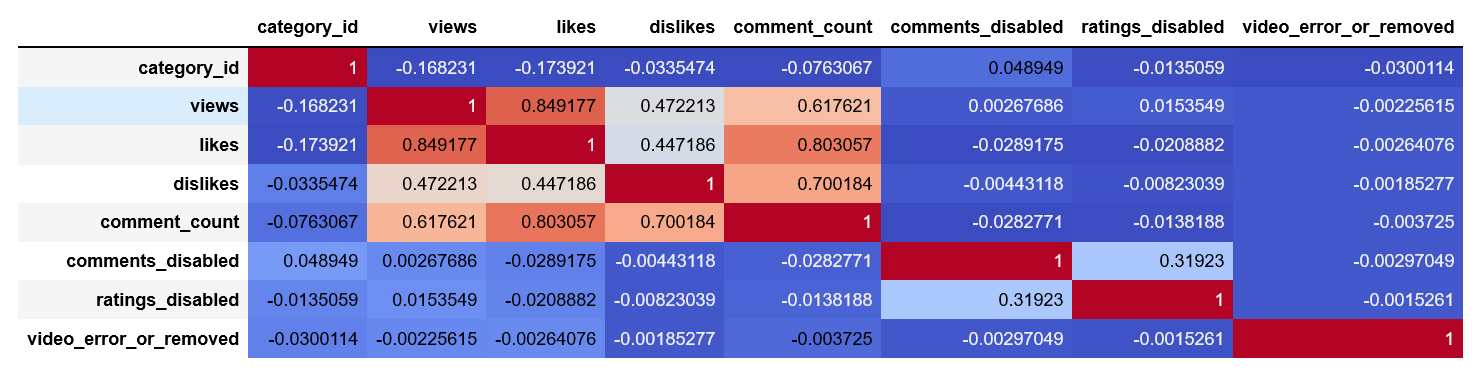 category_id views likes dislikes comment_count comments_disabled ratings_disabled video_error_or_removed
category_id 1 -0.168231 -0.173921 -0.0335474 -0.0763067 0.048949 -0.0135059 -0.0300114
views -0.168231 1 0.849177 0.472213 0.617621 0.00267686 0.0153549 -0.00225615
likes -0.173921 0.849177 1 0.447186 0.803057 -0.0289175 -0.0208882 -0.00264076
dislikes -0.0335474 0.472213 0.447186 1 0.700184 -0.00443118 -0.00823039 -0.00185277
comment_count -0.0763067 0.617621 0.803057 0.700184 1 -0.0282771 -0.0138188 -0.003725
comments_disabled 0.048949 0.00267686 -0.0289175 -0.00443118 -0.0282771 1 0.31923 -0.00297049
ratings_disabled -0.0135059 0.0153549 -0.0208882 -0.00823039 -0.0138188 0.31923 1 -0.0015261
video_error_or_removed -0.0300114 -0.00225615 -0.00264076 -0.00185277 -0.003725 -0.00297049 -0.0015261 1